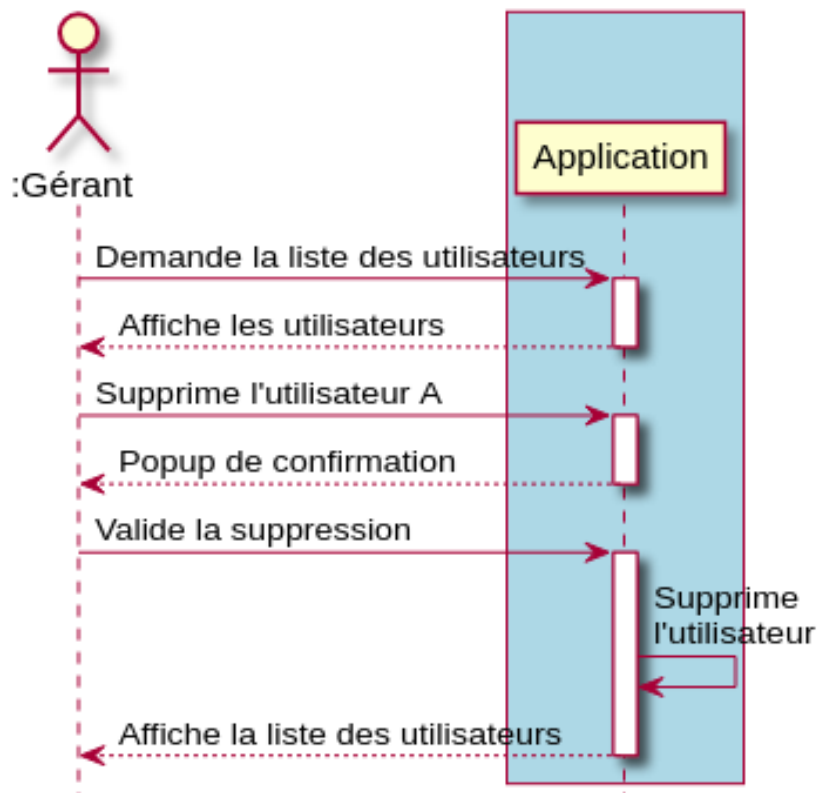 :Gérant
Application
Demande la liste des utilisateurs
Affiche les utilisateurs
Supprime l'utilisateur A
Popup de confirmation
Valide la suppression
Supprime
l'utilisateur
Affiche la liste des utilisateurs